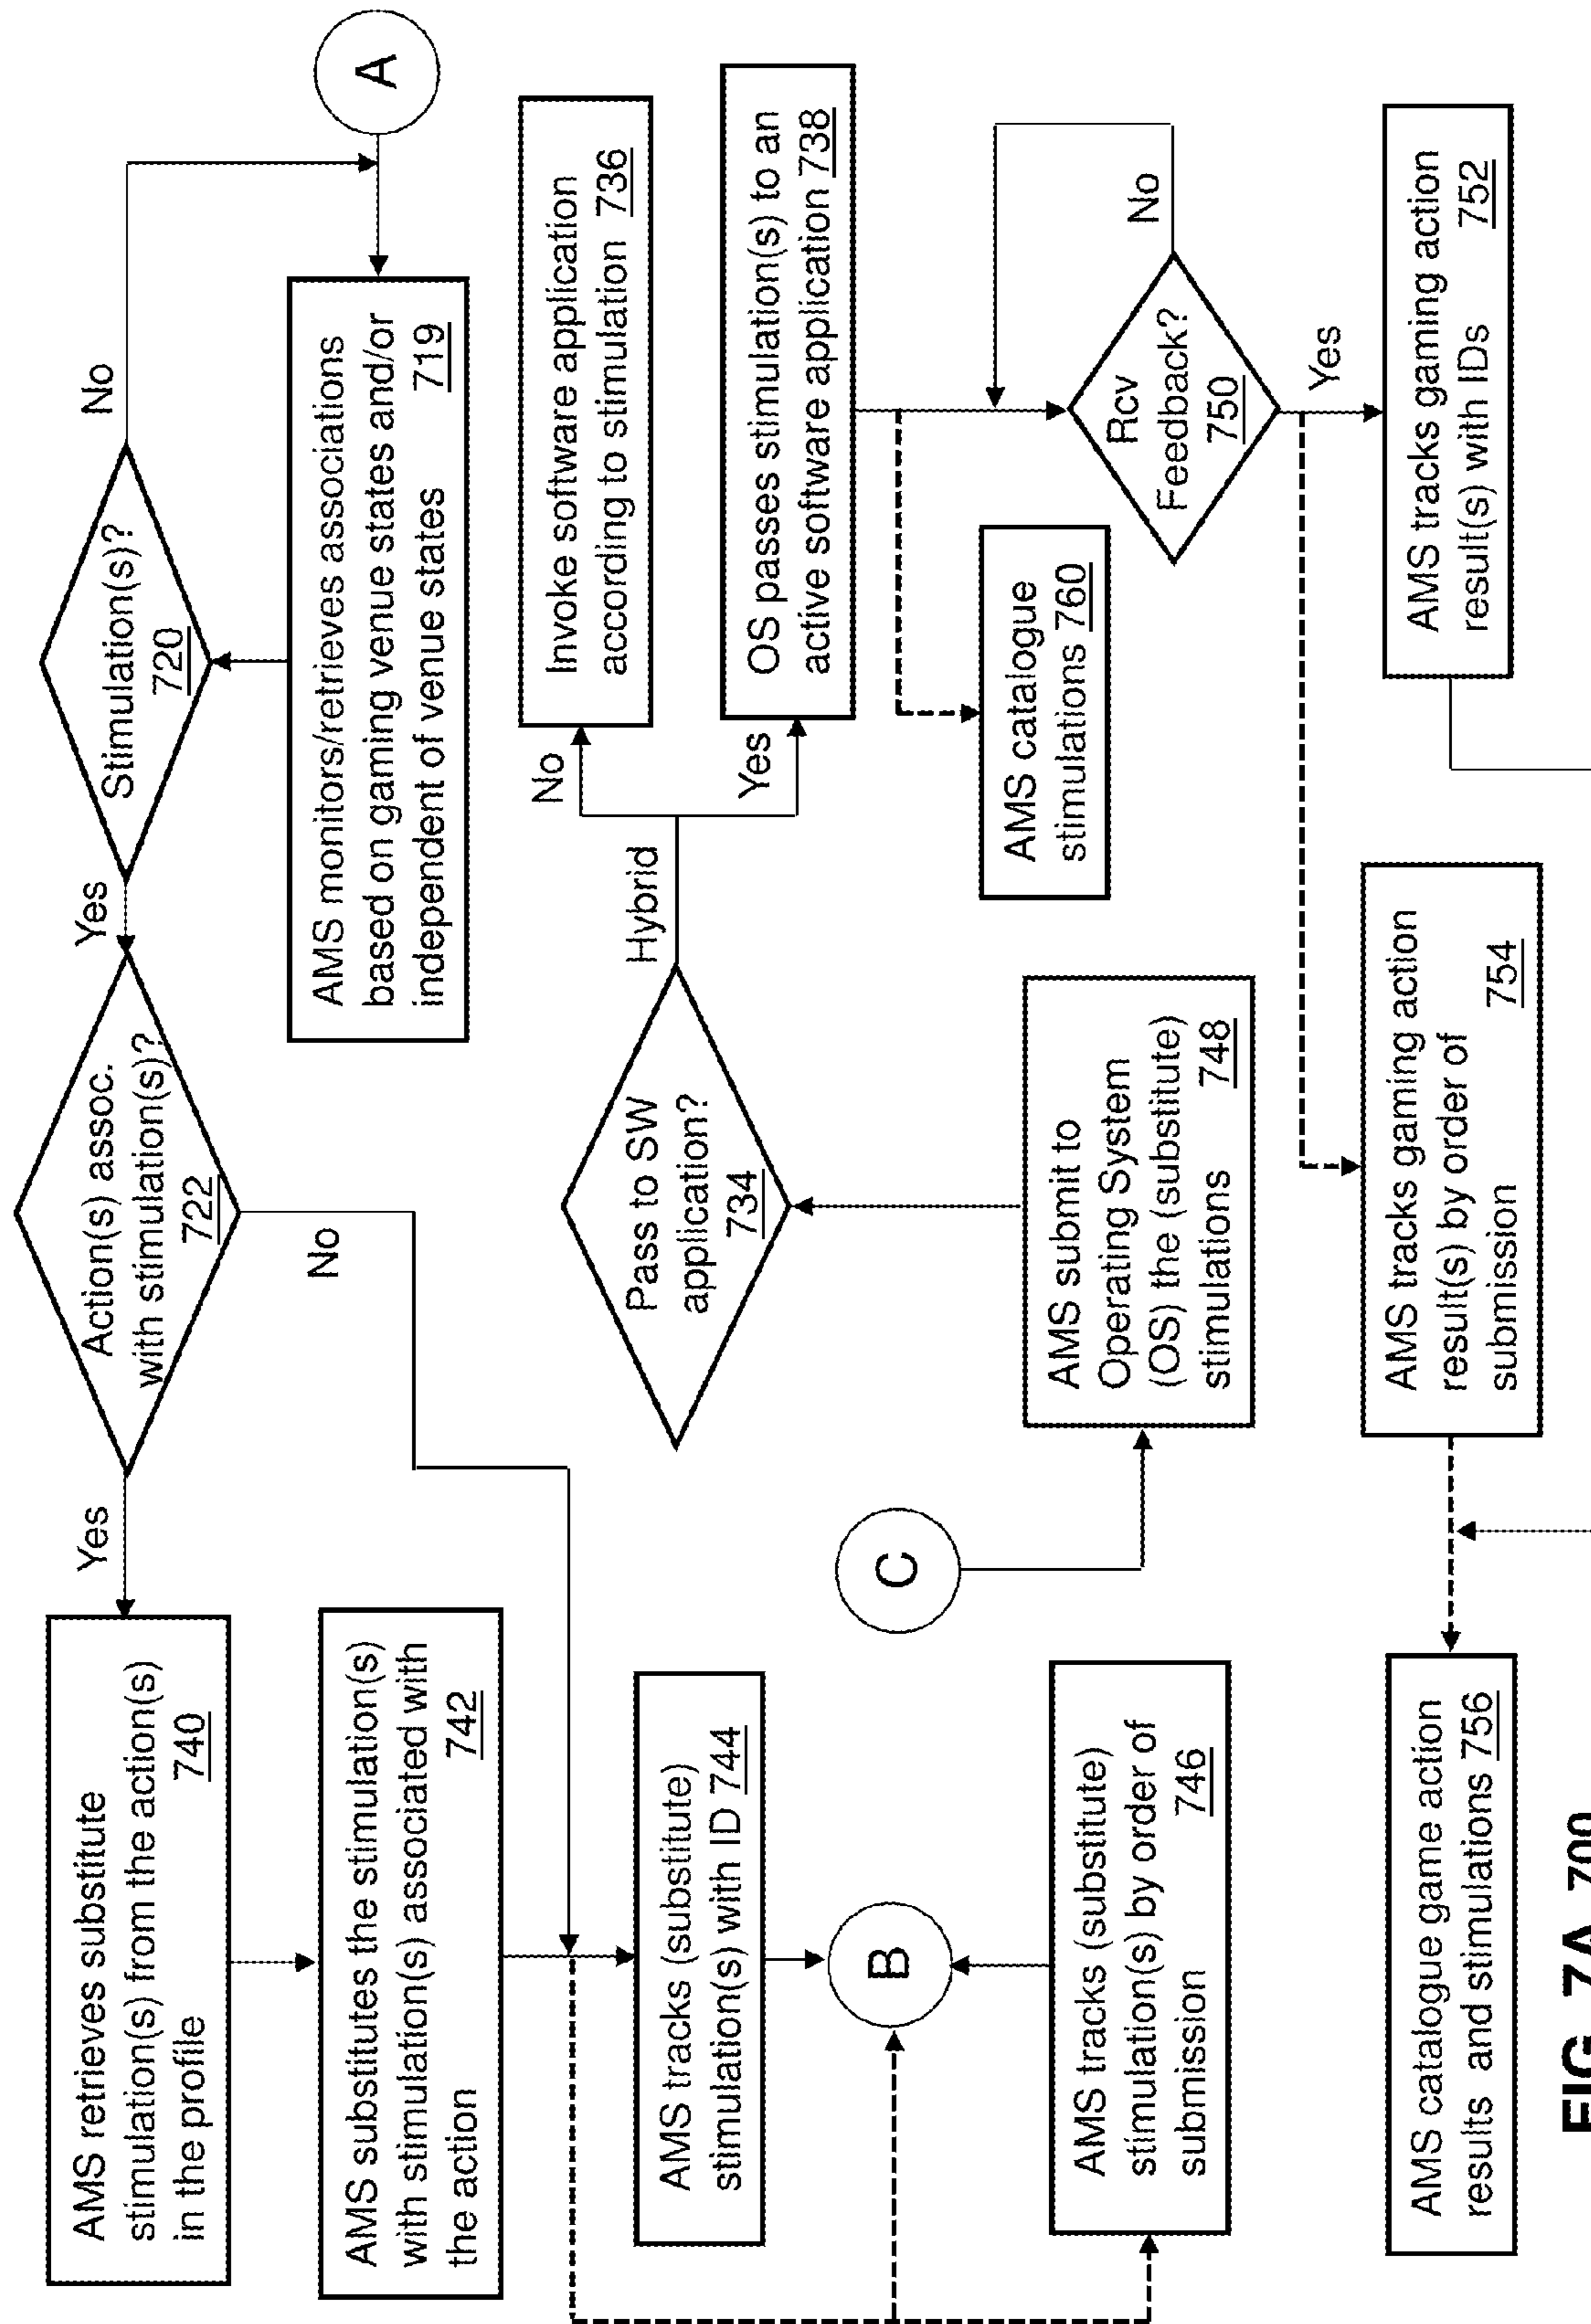 AMS retrieves substitute
stimulation(s) from the action(s)
in the profile 740
Yes
Action(s) assoc.
with stimulation(s)?
722
Yes
Stimulation(s)?
720
No
A
AMS substitutes the stimulation(s)
with stimulation(s) associated with
the action 742
No
AMS monitors/retrieves associations
based on gaming venue states and/or
independent of venue states 719
AMS tracks (substitute)
stimulation(s) with ID 744
B
AMS tracks (substitute)
stimulation(s) by order of
submission 746
C
AMS submit to
Operating System
(OS) the (substitute)
stimulations 748
Pass to SW
application?
734
Hybrid
No
Yes
Invoke software application
according to stimulation 736
OS passes stimulation(s) to an
active software application 738
AMS catalogue
stimulations 760
Rcv
Feedback?
750
No
Yes
AMS tracks gaming action
result(s) with IDs 752
AMS tracks gaming action
result(s) by order of
submission 754
AMS catalogue game action
results and stimulations 756
FIG. 7A 700